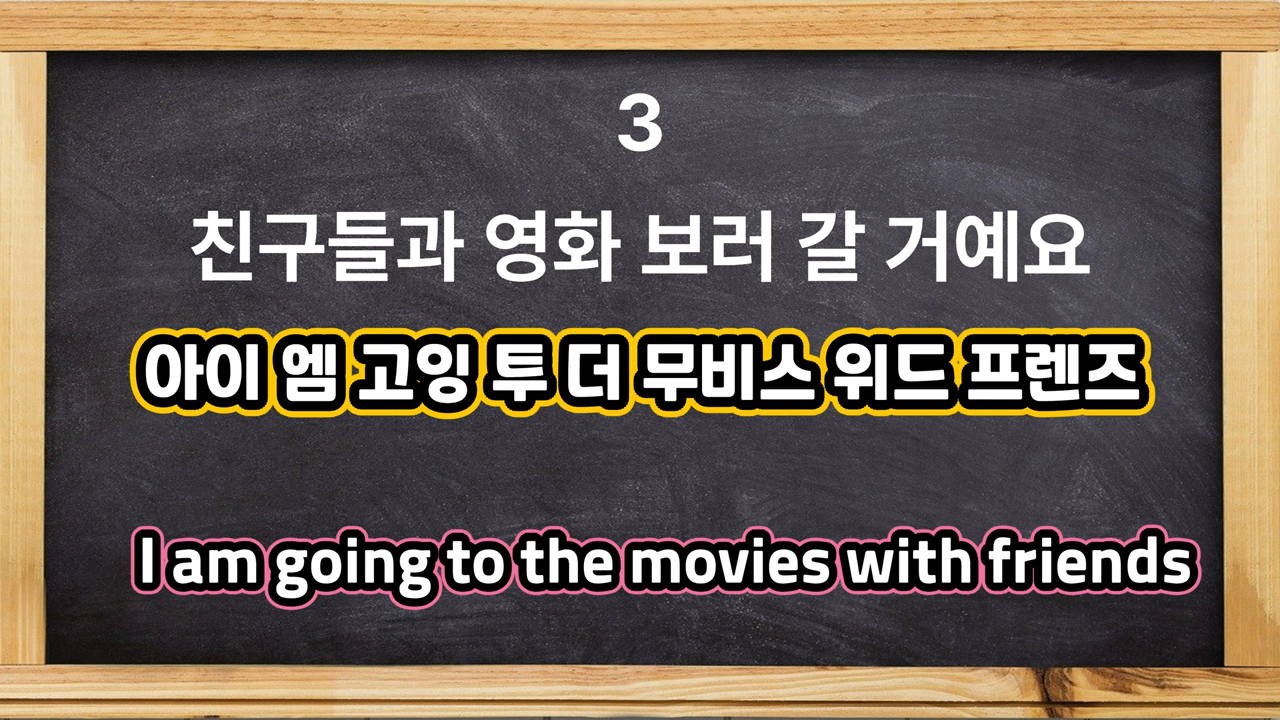 3
친구들과 영화 보러 갈 거예요
아이 엠 고잉 투 더 무비스 위드 프렌즈
I am going to the movies with friends